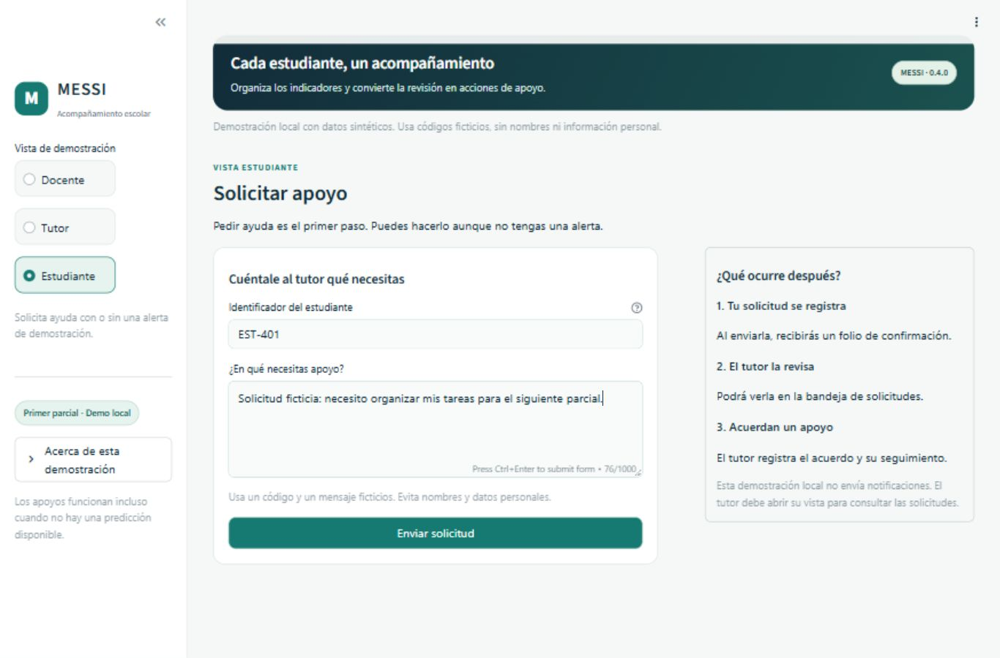 M
MESSI
Acompañamiento escolar
Vista de demostración
Docente
Tutor
Estudiante
Solicita ayuda con o sin una alerta
de demostración.
Primer parcial · Demo local
Acerca de esta
demostración
Los apoyos funcionan incluso
cuando no hay una predicción
disponible.
Cada estudiante, un acompañamiento
Organiza los indicadores y convierte la revisión en acciones de apoyo.
MESSI · 0.4.0
Demostración local con datos sintéticos. Usa códigos ficticios, sin nombres ni información personal.
VISTA ESTUDIANTE
Solicitar apoyo
Pedir ayuda es el primer paso. Puedes hacerlo aunque no tengas una alerta.
Cuéntale al tutor qué necesitas
Identificador del estudiante
EST-401
¿En qué necesitas apoyo?
Solicitud ficticia: necesito organizar mis tareas para el siguiente parcial.
Press Ctrl+Enter to submit form • 76/1000
Usa un código y un mensaje ficticios. Evita nombres y datos personales.
Enviar solicitud
¿Qué ocurre después?
1. Tu solicitud se registra
Al enviarla, recibirás un folio de confirmación.
2. El tutor la revisa
Podrá verla en la bandeja de solicitudes.
3. Acuerdan un apoyo
El tutor registra el acuerdo y su seguimiento.
Esta demostración local no envía notificaciones. El
tutor debe abrir su vista para consultar las solicitudes.